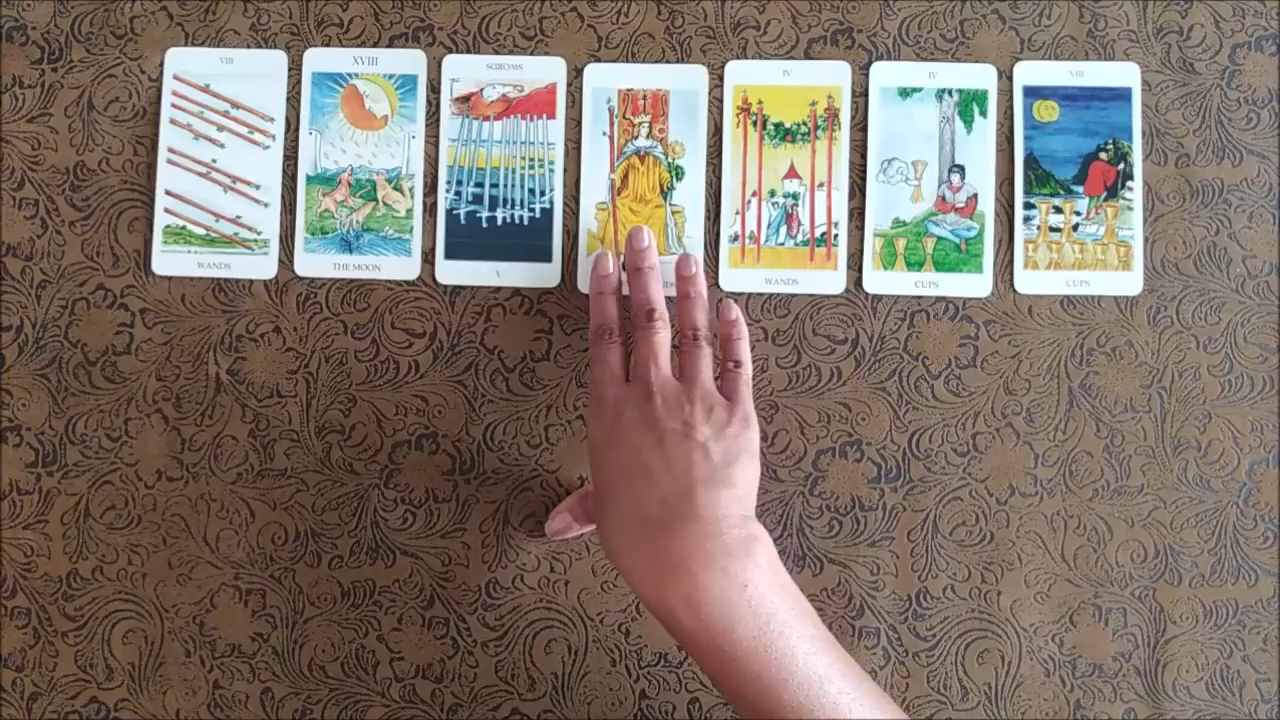 VIII
WANDS
XVIII
THE MOON
SWORDS
IV
WANDS
IV
CUPS
VIII
CUPS